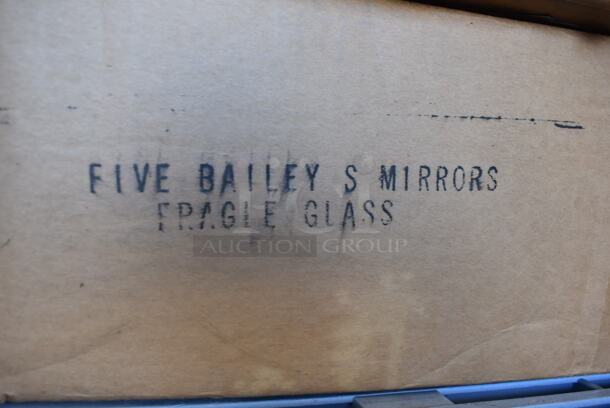 FIVE BAILEY S MIRRORS
FRAGLE GLASS
AUCTION GROUP